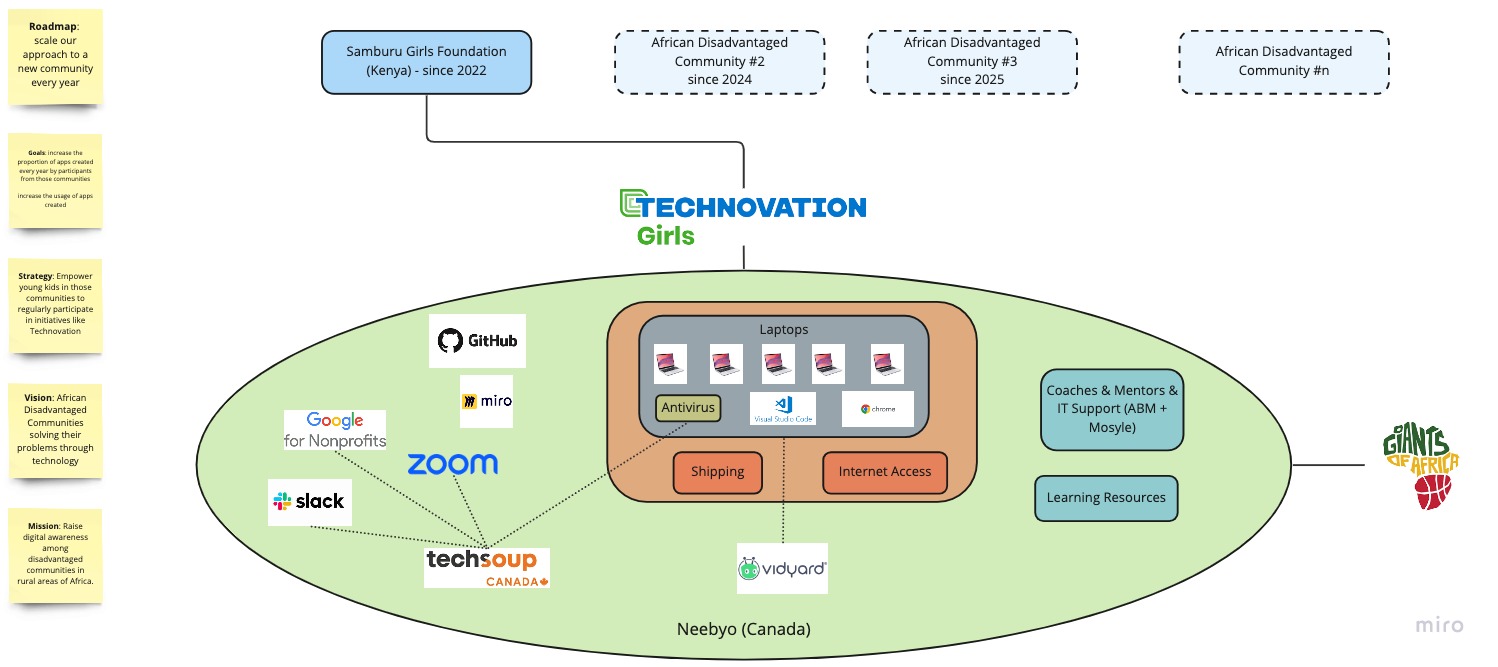 Roadmap:
scale our
approach to a
new community
every year
Goals: increase the
proportion of apps created
every year by participants
from those communities
increase the usage of apps
created
Strategy: Empower
young kids in those
communities to
regularly participate
in initiatives like
Technovation
Vision: African
Disadvantaged
Communities
solving their
problems through
technology
Mission: Raise
digital awareness
among
disadvantaged
communities in
rural areas of Africa.
Samburu Girls Foundation
(Kenya) - since 2022
African Disadvantaged
Community #2
since 2024
African Disadvantaged
Community #3
since 2025
African Disadvantaged
Community #n
TECHNOVATION
Girls
GitHub
miro
Google
for Nonprofits
zoom
slack
techsoup
CANADA
Laptops
Antivirus
Visual Studio Code
chrome
Shipping
Internet Access
vidyard
Coaches & Mentors &
IT Support (ABM +
Mosyle)
Learning Resources
Neebyo (Canada)
GIANTS
OF AFRICA
miro